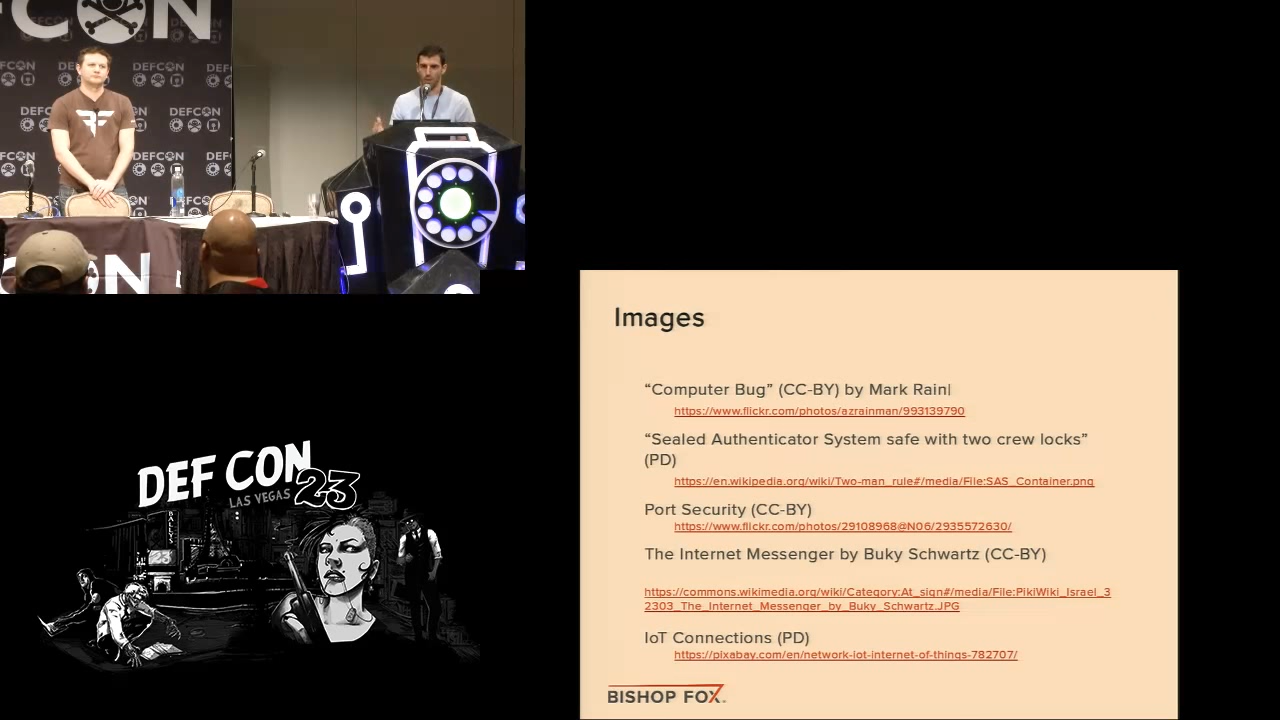 CON
DEFCON
DEFCON
DEFCON
DEFCON
DEFCON
CON
DEF CON
LAS VEGAS 23
BALLYS
Images
“Computer Bug” (CC-BY) by Mark Rain|
https://www.flickr.com/photos/azrainman/993139790
“Sealed Authenticator System safe with two crew locks”
(PD)
https://en.wikipedia.org/wiki/Two-man_rule#/media/File:SAS_Container.png
Port Security (CC-BY)
https://www.flickr.com/photos/29108968@N06/2935572630/
The Internet Messenger by Buky Schwartz (CC-BY)
https://commons.wikimedia.org/wiki/Category:At_sign#/media/File:PikiWiki_Israel_3
2303_The_Internet_Messenger_by_Buky_Schwartz.JPG
IoT Connections (PD)
https://pixabay.com/en/network-iot-internet-of-things-782707/
BISHOP FOX